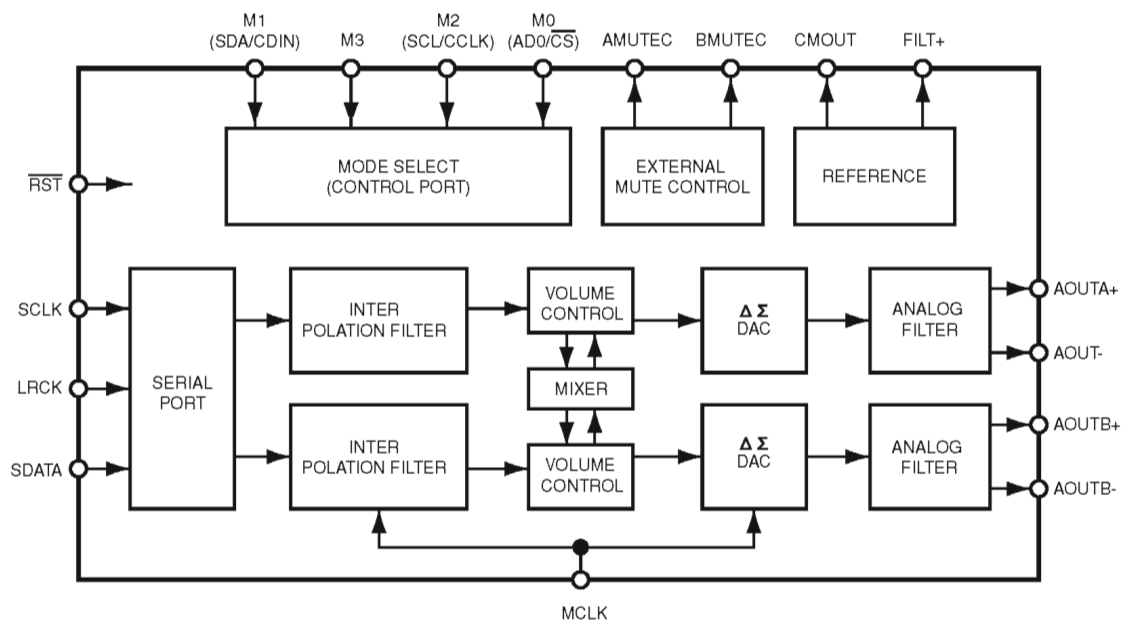 M1
(SDA/CDIN)
M3
M2
(SCL/CCLK)
M0
(AD0/CS)
AMUTEC
BMUTEC
CMOUT
FILT+
MODE SELECT
(CONTROL PORT)
EXTERNAL
MUTE CONTROL
REFERENCE
RST
SCLK
LRCK
SDATA
SERIAL
PORT
INTER
POLATION FILTER
VOLUME
CONTROL
Δ Σ
DAC
ANALOG
FILTER
AOUTA+
AOUT-
MIXER
INTER
POLATION FILTER
VOLUME
CONTROL
Δ Σ
DAC
ANALOG
FILTER
AOUTB+
AOUTB-
MCLK